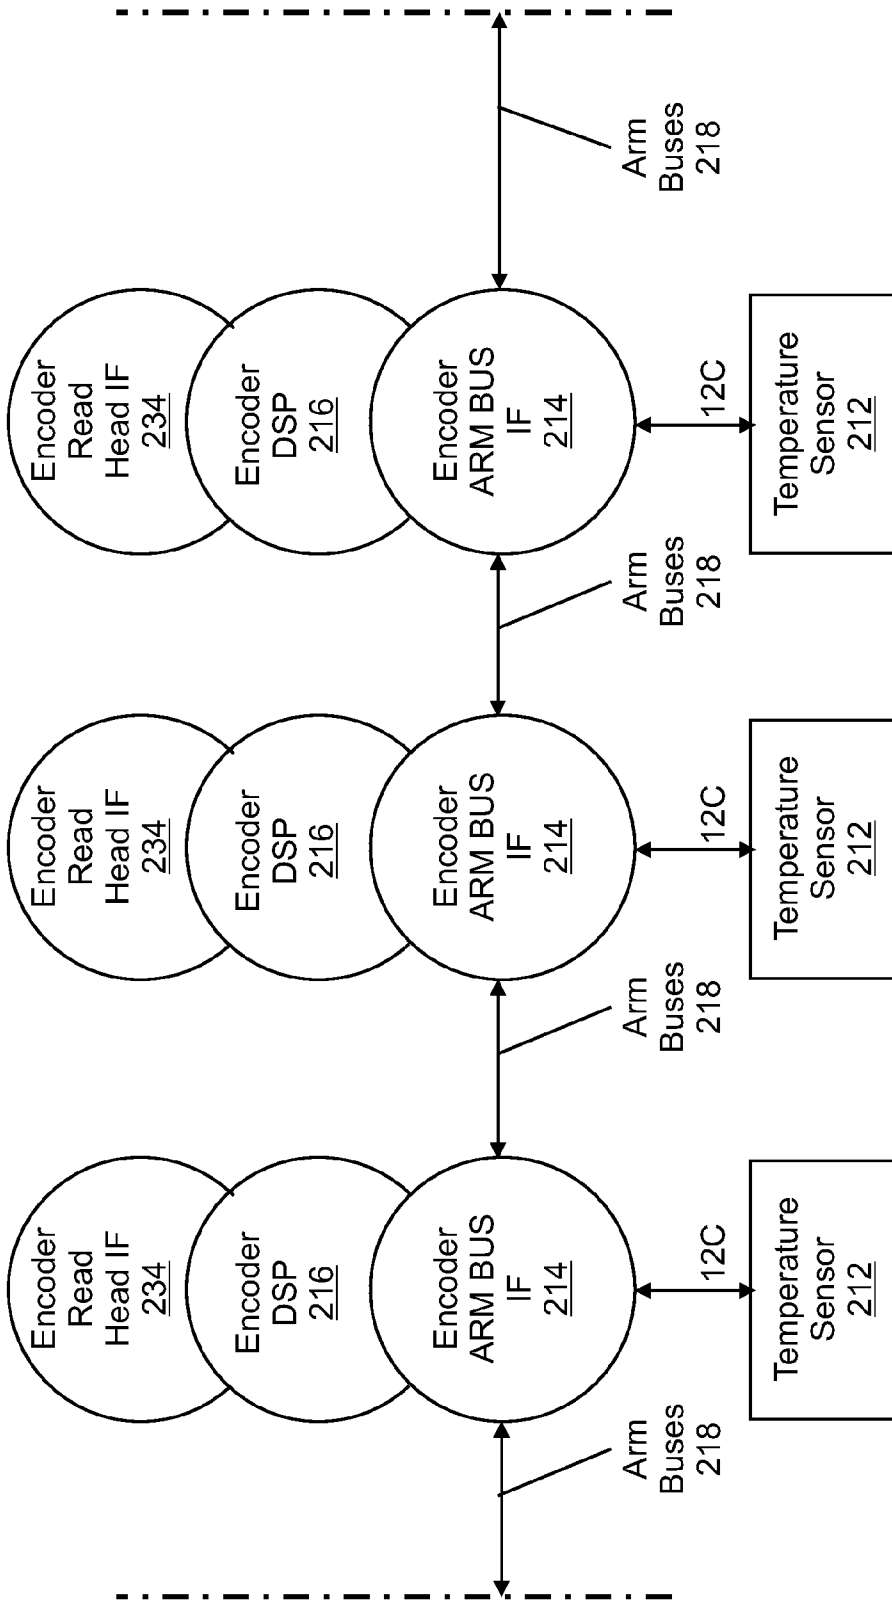 Encoder
Read
Head IF
234
Encoder
Read
Head IF
234
Encoder
Read
Head IF
234
Encoder
DSP
216
Encoder
DSP
216
Encoder
DSP
216
Encoder
ARM BUS
IF
214
Encoder
ARM BUS
IF
214
Encoder
ARM BUS
IF
214
Arm
Buses
218
Arm
Buses
218
Arm
Buses
218
Arm
Buses
218
12C
12C
12C
Temperature
Sensor
212
Temperature
Sensor
212
Temperature
Sensor
212